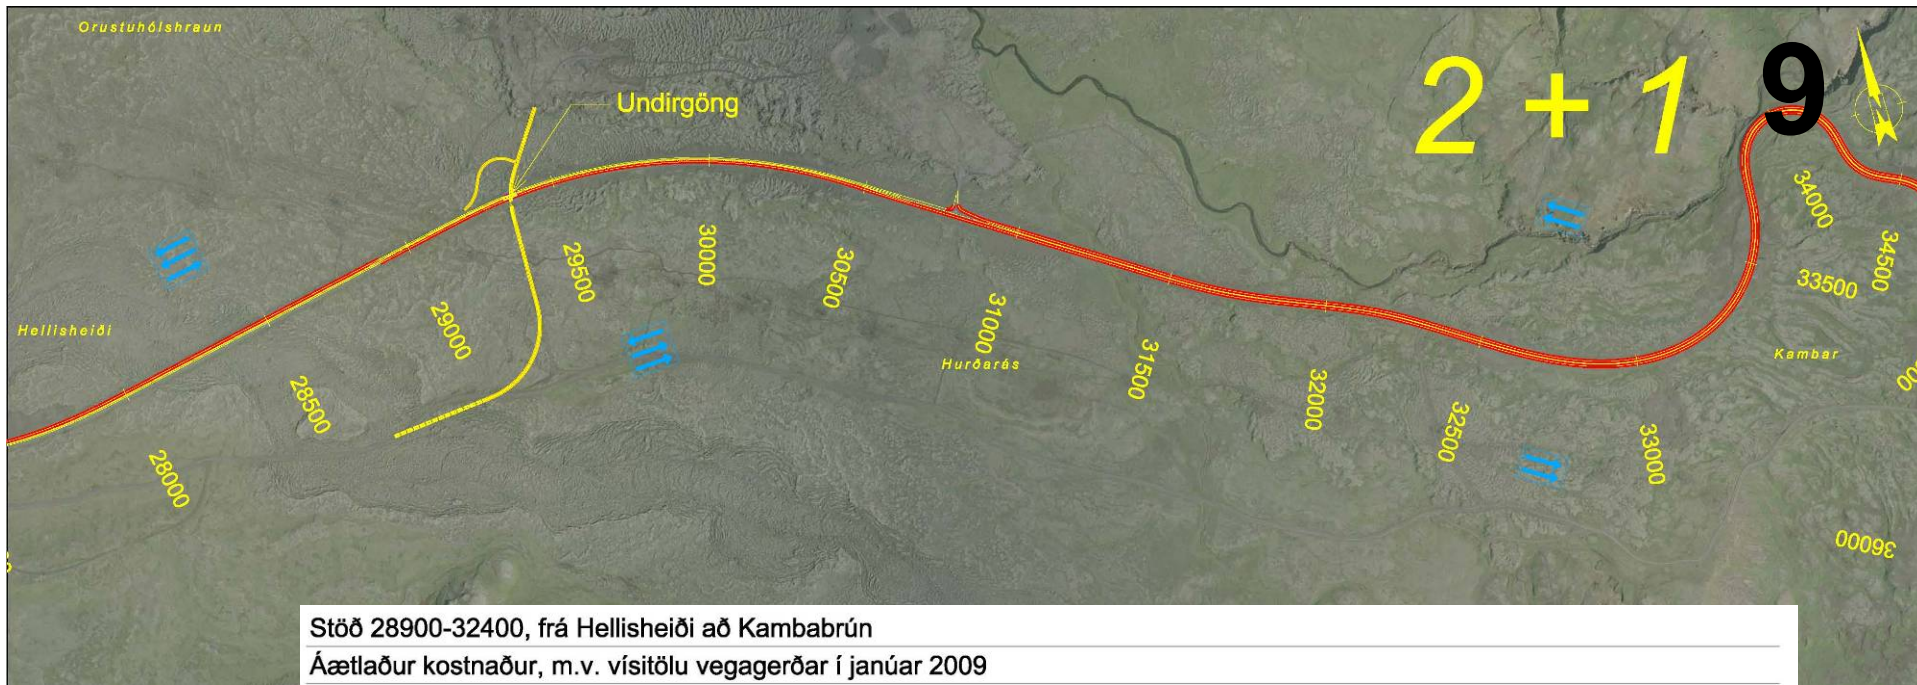 Orustuhólshraun
2 + 1
9
Undirgöng
Hellisheiði
Hurðarás
Kambar
28000
28500
29000
29500
30000
30500
31000
31500
32000
32500
33000
33500
34000
34500
36000
Stöð 28900-32400, frá Hellisheiði að Kambabrún
Áætlaður kostnaður, m.v. vísitölu vegagerðar í janúar 2009